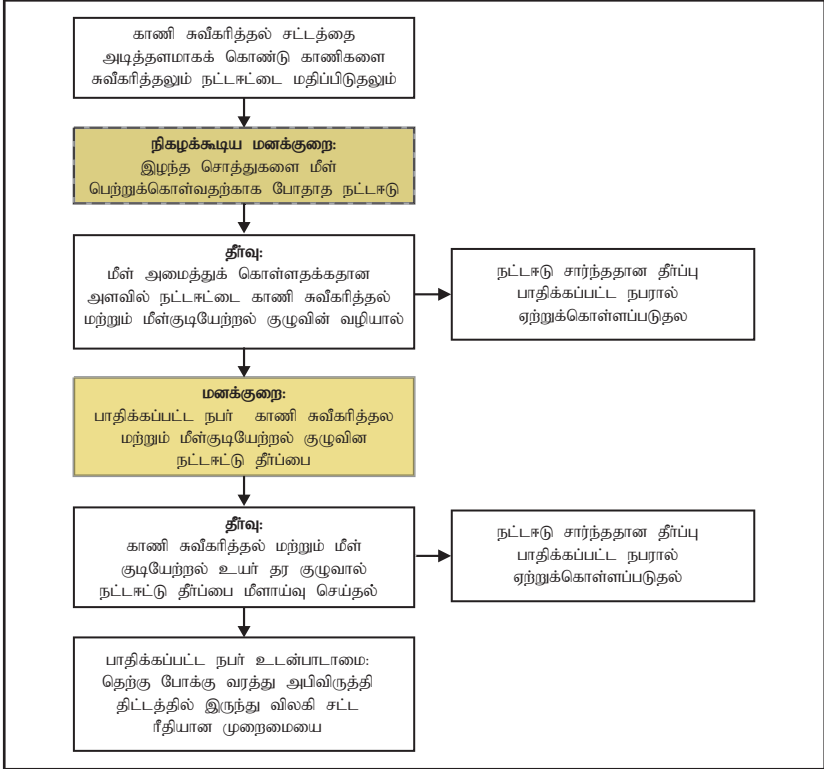 காணி சுவீகரித்தல் சட்டத்தை
அடித்தளமாகக் கொண்டு காணிகளை
சுவீகரித்தலும் நட்டஈட்டை மதிப்பிடுதலும்
நிகழக்கூடிய மனக்குறை:
இழந்த சொத்துகளை மீள்
பெற்றுக்கொள்வதற்காக போதாத நட்டஈடு
தீர்வு:
மீள் அமைத்துக் கொள்ளதக்கதான
அளவில் நட்டஈட்டை காணி சுவீகரித்தல்
மற்றும் மீள்குடியேற்றல் குழுவின் வழியால்
நட்டஈடு சார்ந்ததான தீர்ப்பு
பாதிக்கப்பட்ட நபரால்
ஏற்றுக்கொள்ளப்படுதல
மனக்குறை:
பாதிக்கப்பட்ட நபர் காணி சுவீகரித்தல
மற்றும் மீள்குடியேற்றல் குழுவின
நட்டஈட்டு தீர்ப்பை
தீர்வு:
காணி சுவீகரித்தல் மற்றும் மீள்
குடியேற்றல் உயர் தர குழுவால்
நட்டஈட்டு தீர்ப்பை மீளாய்வு செய்தல்
நட்டஈடு சார்ந்ததான தீர்ப்பு
பாதிக்கப்பட்ட நபரால்
ஏற்றுக்கொள்ளப்படுதல்
பாதிக்கப்பட்ட நபர் உடன்பாடாமை:
தெற்கு போக்கு வரத்து அபிவிருத்தி
திட்டத்தில் இருந்து விலகி சட்ட
ரீதியான முறைமையை